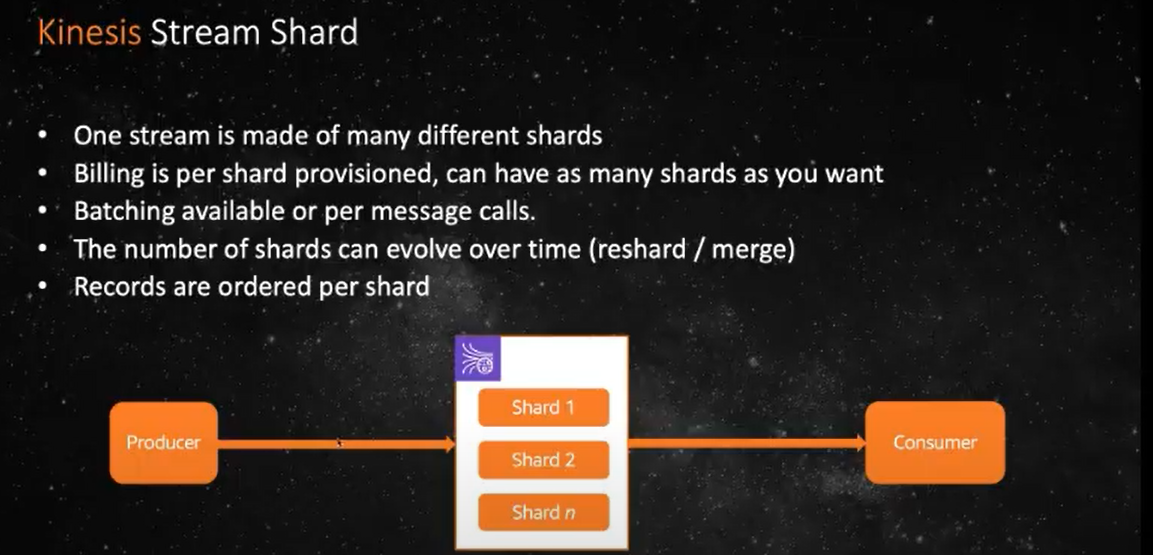 Kinesis Stream Shard
• One stream is made of many different shards
• Billing is per shard provisioned, can have as many shards as you want
• Batching available or per message calls.
• The number of shards can evolve over time (reshard / merge)
• Records are ordered per shard
Shard 1
Producer
Consumer
Shard 2
Shard n